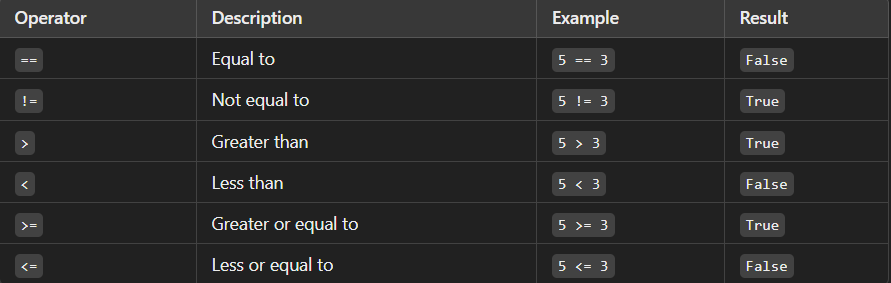 Operator Description Example Result
== Equal to 5 == 3 False
!= Not equal to 5 != 3 True
> Greater than 5 > 3 True
< Less than 5 < 3 False
>= Greater or equal to 5 >= 3 True
<= Less or equal to 5 <= 3 False